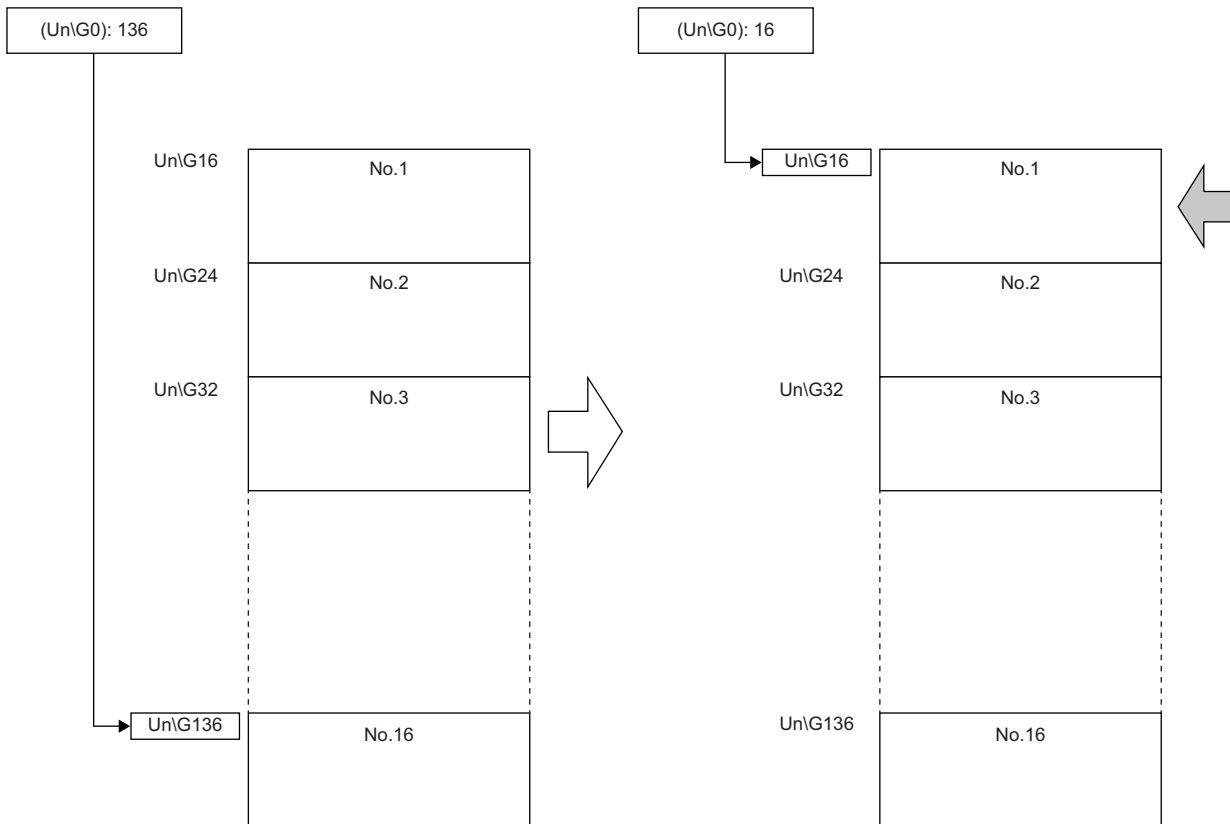 (Un\G0): 136
Un\G16
No.1
Un\G24
No.2
Un\G32
No.3
Un\G136
No.16
(Un\G0): 16
Un\G16
No.1
Un\G24
No.2
Un\G32
No.3
Un\G136
No.16